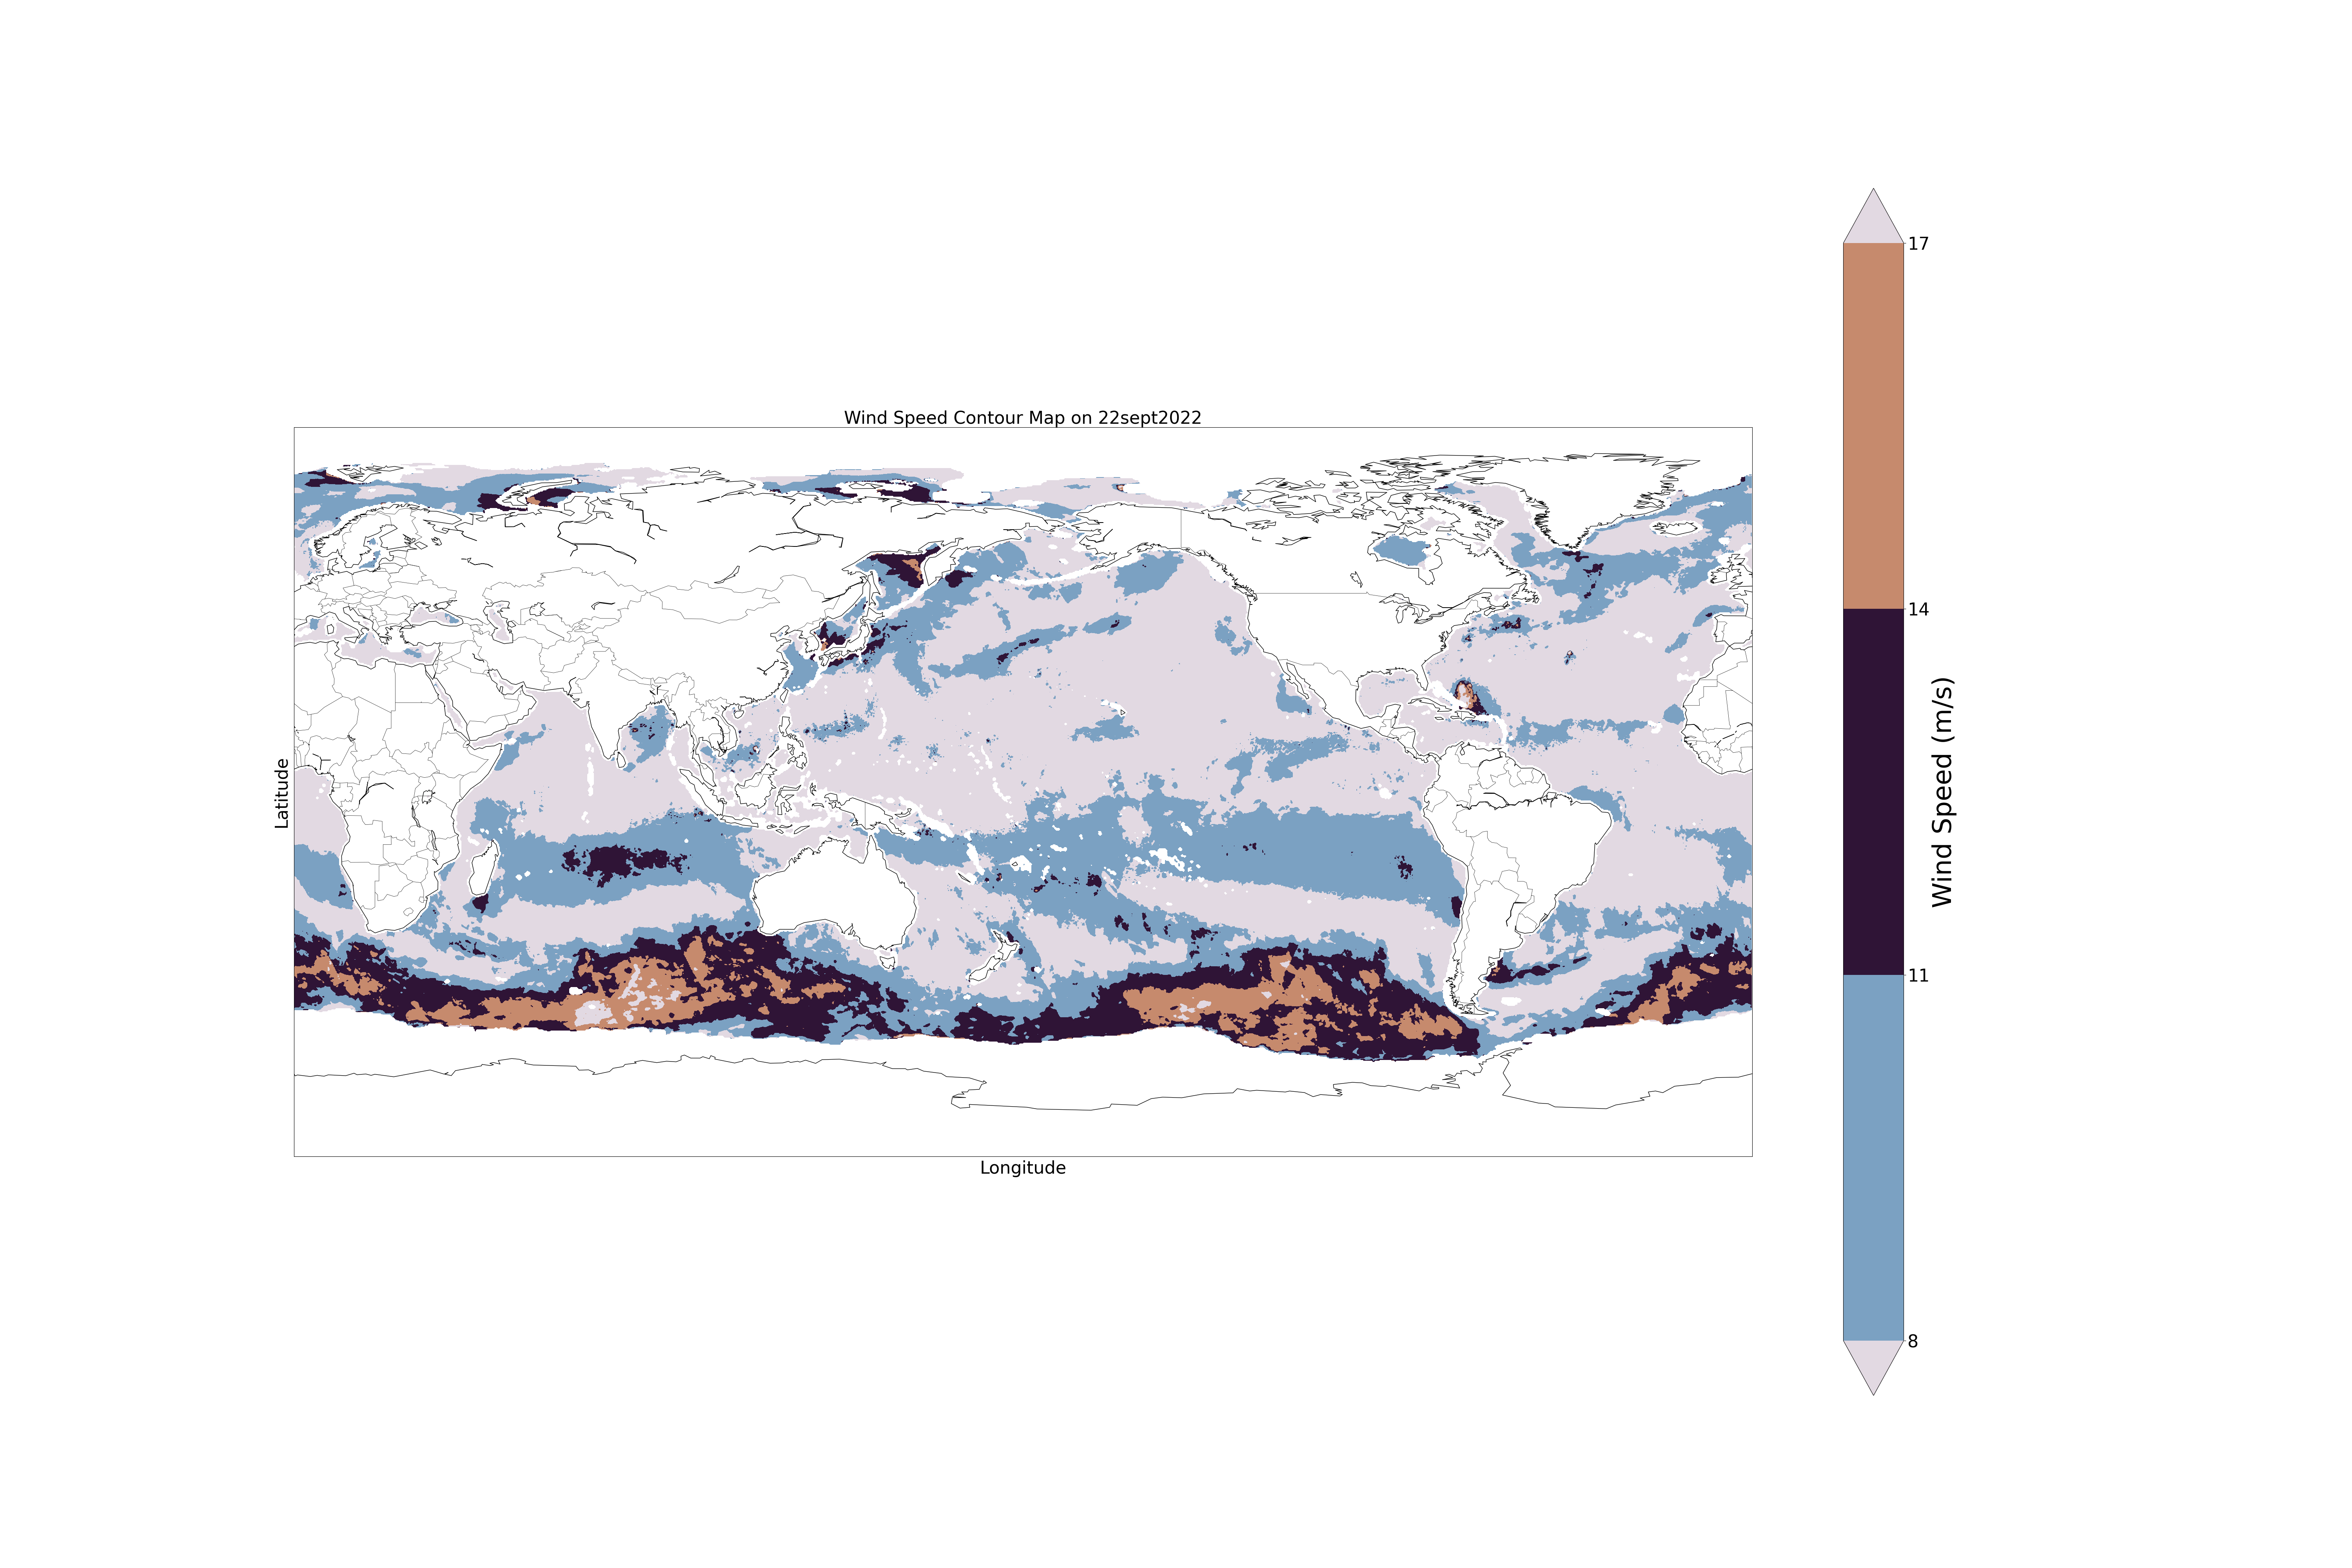 Wind Speed Contour Map on 22sept2022
Latitude
Longitude
17
14
11
8
Wind Speed (m/s)